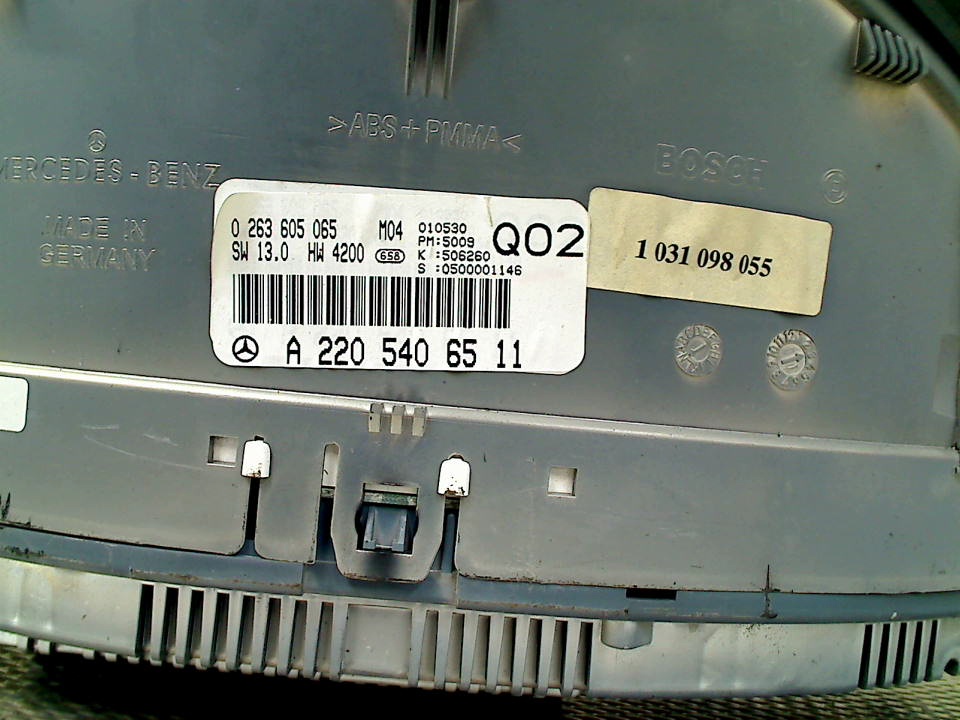 >ABS+PMMA<
MERCEDES-BENZ
BOSCH
MADE IN
GERMANY
0 263 605 065 M04 010530 Q02
PM:5009
SW 13.0 HW 4200 GSB K :506260
S :0500001146
A 220 540 65 11
1 031 098 055